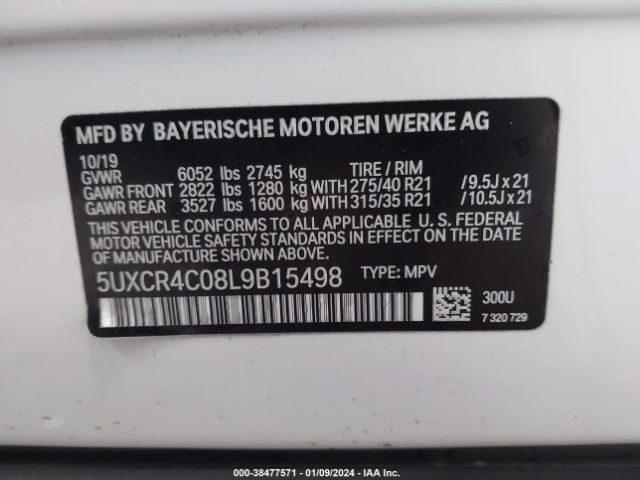 MFD BY BAYERISCHE MOTOREN WERKE AG
10/19
GVWR 6052 lbs 2745 kg TIRE / RIM
GAWR FRONT 2822 lbs 1280 kg WITH 275/40 R21 /9.5J x 21
GAWR REAR 3527 lbs 1600 kg WITH 315/35 R21 /10.5J x 21
THIS VEHICLE CONFORMS TO ALL APPLICABLE U. S. FEDERAL
MOTOR VEHICLE SAFETY STANDARDS IN EFFECT ON THE DATE
OF MANUFACTURE SHOWN ABOVE.
5UXCR4C08L9B15498 TYPE: MPV
300U
7 320 729
OWNER - 38477571 - 01/09/2024 - IAA Copart